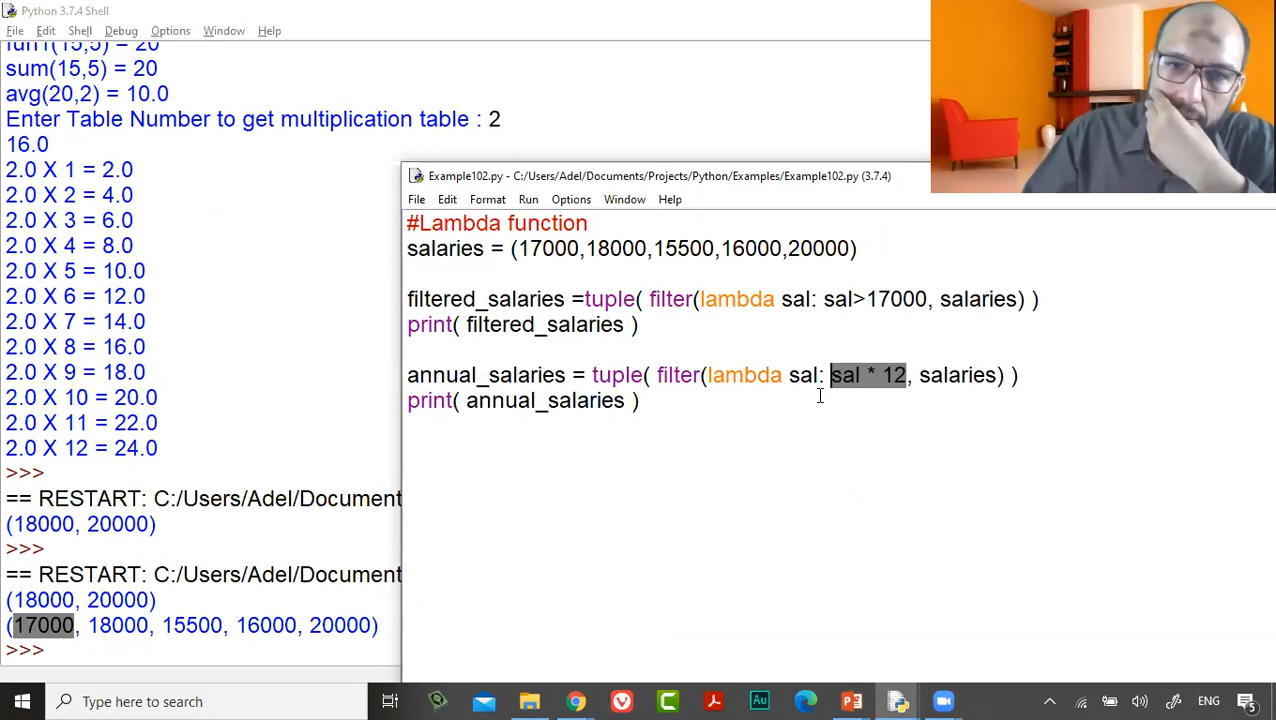 Python 3.7.4 Shell
File Edit Shell Debug Options Window Help
fun1(15,5) = 20
sum(15,5) = 20
avg(20,2) = 10.0
Enter Table Number to get multiplication table : 2
16.0
2.0 X 1 = 2.0
2.0 X 2 = 4.0
2.0 X 3 = 6.0
2.0 X 4 = 8.0
2.0 X 5 = 10.0
2.0 X 6 = 12.0
2.0 X 7 = 14.0
2.0 X 8 = 16.0
2.0 X 9 = 18.0
2.0 X 10 = 20.0
2.0 X 11 = 22.0
2.0 X 12 = 24.0
>>>
== RESTART: C:/Users/Adel/Document
(18000, 20000)
>>>
== RESTART: C:/Users/Adel/Document
(18000, 20000)
(17000, 18000, 15500, 16000, 20000)
>>>
Example102.py - C:/Users/Adel/Documents/Projects/Python/Examples/Example102.py (3.7.4)
File Edit Format Run Options Window Help
#Lambda function
salaries = (17000,18000,15500,16000,20000)
filtered_salaries =tuple( filter(lambda sal: sal>17000, salaries) )
print( filtered_salaries )
annual_salaries = tuple( filter(lambda sal: sal * 12, salaries) )
print( annual_salaries )
Type here to search
Au
ENG
5